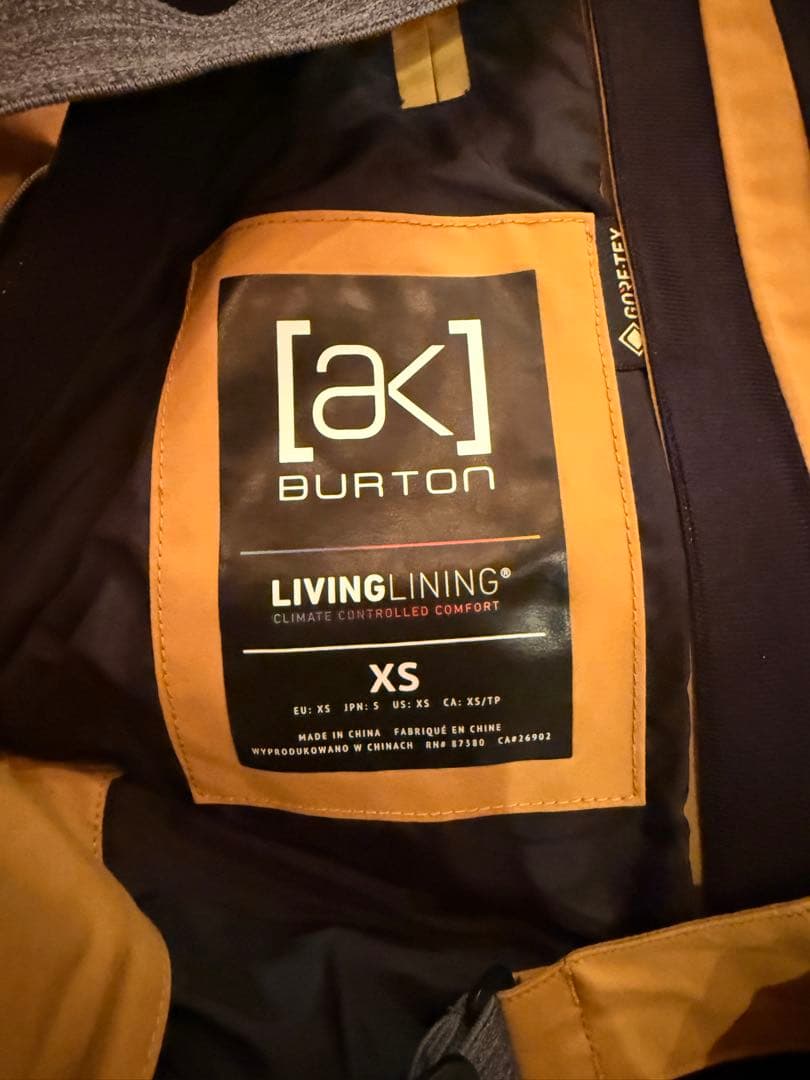 GORE-TEX
[ak]
BURTON
LIVINGLINING®
CLIMATE CONTROLLED COMFORT
XS
EU: XS JPN: S US: XS CA: XS/TP
MADE IN CHINA FABRIQUÉ EN CHINE
WYPRODUKOWANO W CHINACH RN# 87380 CA#26902